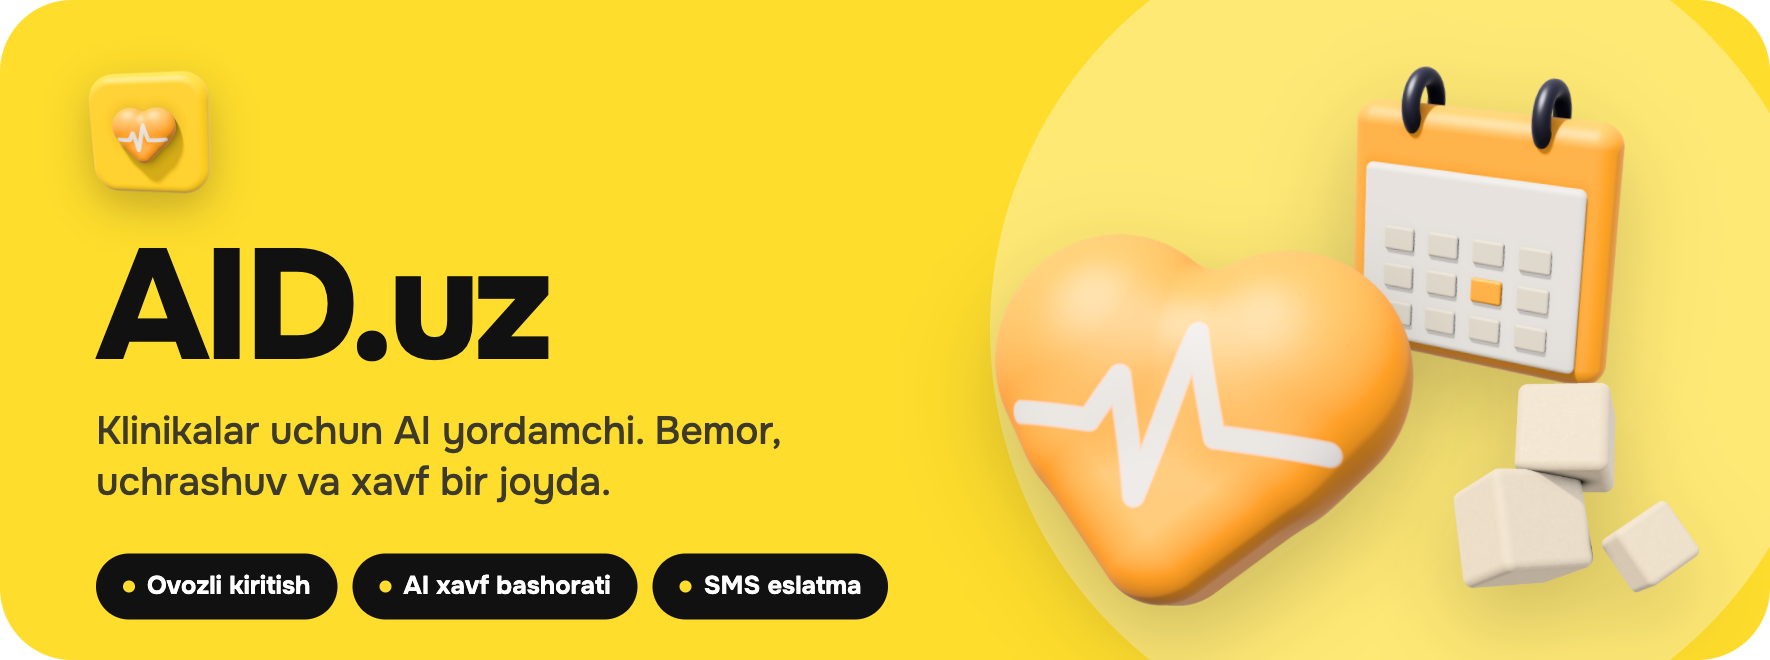 AID.uz
Klinikalar uchun AI yordamchi. Bemor,
uchrashuv va xavf bir joyda.
Ovozli kiritish
AI xavf bashorati
SMS eslatma